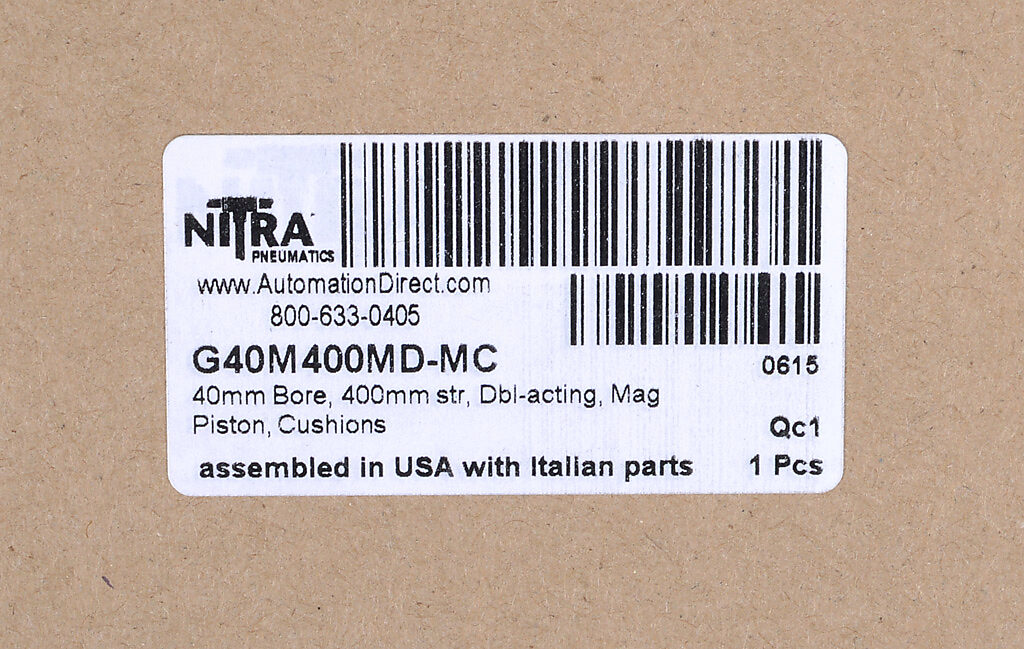 NITRA
PNEUMATICS
www.AutomationDirect.com
800-633-0405
G40M400MD-MC
0615
40mm Bore, 400mm str, Dbl-acting, Mag
Piston, Cushions
Qc1
assembled in USA with Italian parts
1 Pcs